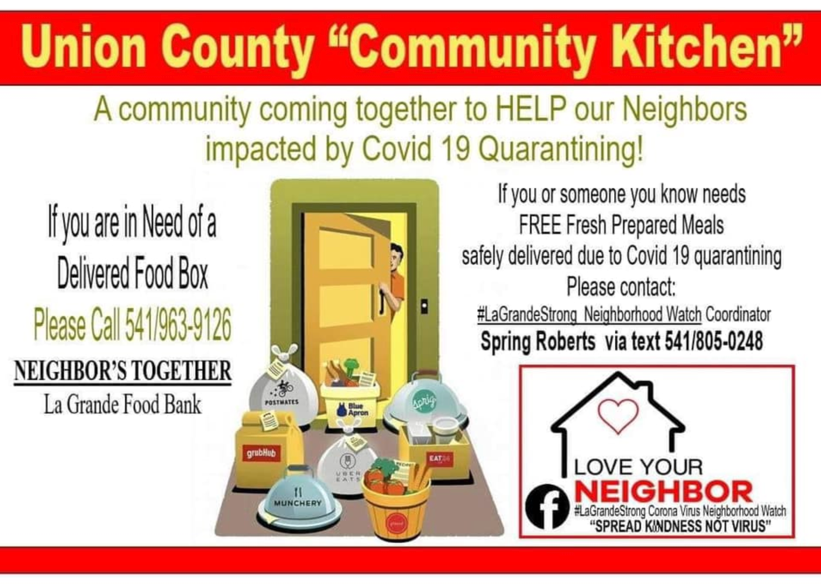 Union County “Community Kitchen”
A community coming together to HELP our Neighbors
impacted by Covid 19 Quarantining!
If you are in Need of a
Delivered Food Box
Please Call 541/963-9126
NEIGHBOR'S TOGETHER
La Grande Food Bank
If you or someone you know needs
FREE Fresh Prepared Meals
safely delivered due to Covid 19 quarantining
Please contact:
#LaGrandeStrong Neighborhood Watch Coordinator
Spring Roberts via text 541/805-0248
POSTMATES
Blue
Apron
sprig
grubHub
UBER
EATS
EAT24
MUNCHERY
LOVE YOUR
NEIGHBOR
#LaGrandeStrong Corona Virus Neighborhood Watch
“SPREAD KINDNESS NOT VIRUS”